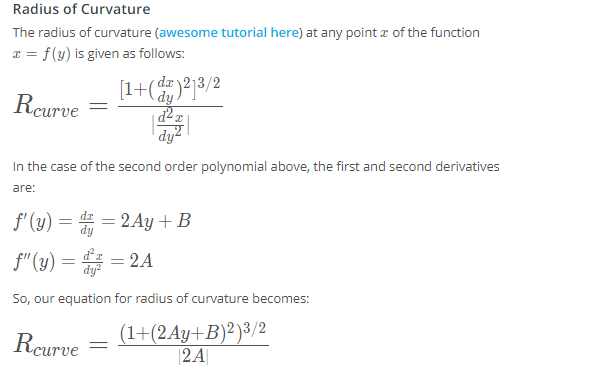 Radius of Curvature
The radius of curvature (awesome tutorial here) at any point x of the function
x = f(y) is given as follows:
R_{curve} = \frac{[1+(\frac{dx}{dy})^2]^{3/2}}{|\frac{d^2x}{dy^2}|}
In the case of the second order polynomial above, the first and second derivatives
are:
f'(y) = \frac{dx}{dy} = 2Ay + B
f''(y) = \frac{d^2x}{dy^2} = 2A
So, our equation for radius of curvature becomes:
R_{curve} = \frac{(1+(2Ay+B)^2)^{3/2}}{|2A|}